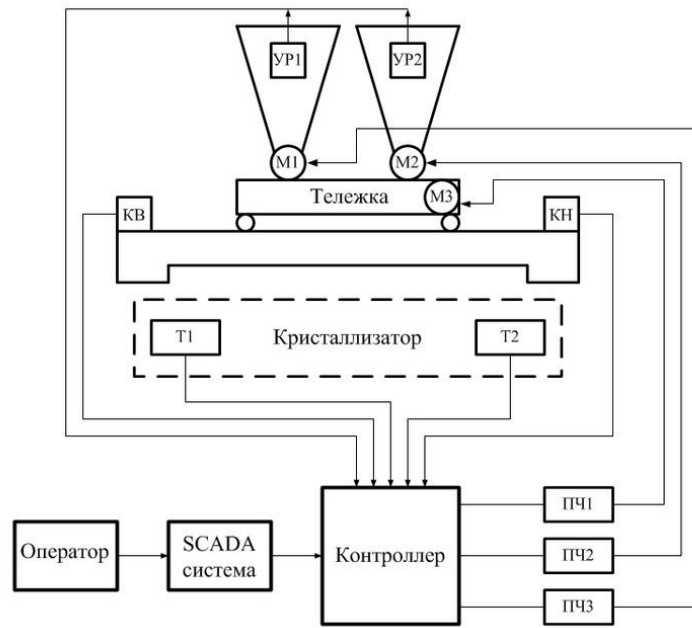 УР1
УР2
М1
М2
Тележка
М3
КВ
КН
Т1
Кристаллизатор
Т2
Оператор
SCADA
система
Контроллер
ПЧ1
ПЧ2
ПЧ3